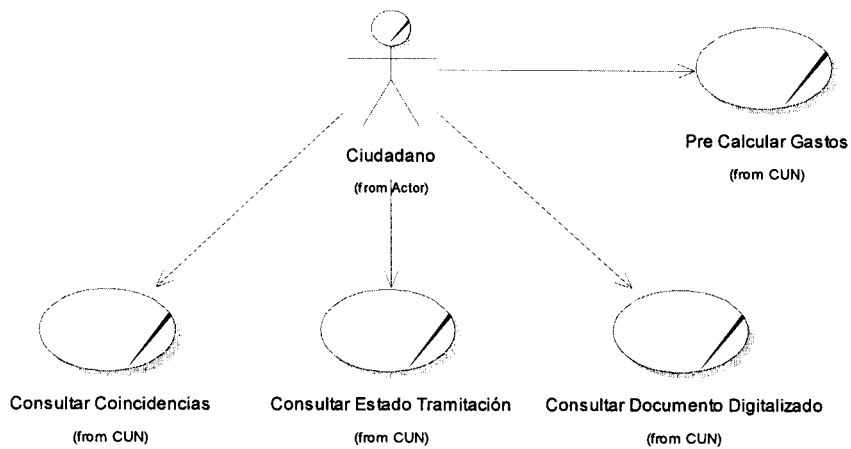 Ciudadano
(from Actor)
Pre Calcular Gastos
(from CUN)
Consultar Coincidencias
(from CUN)
Consultar Estado Tramitación
(from CUN)
Consultar Documento Digitalizado
(from CUN)